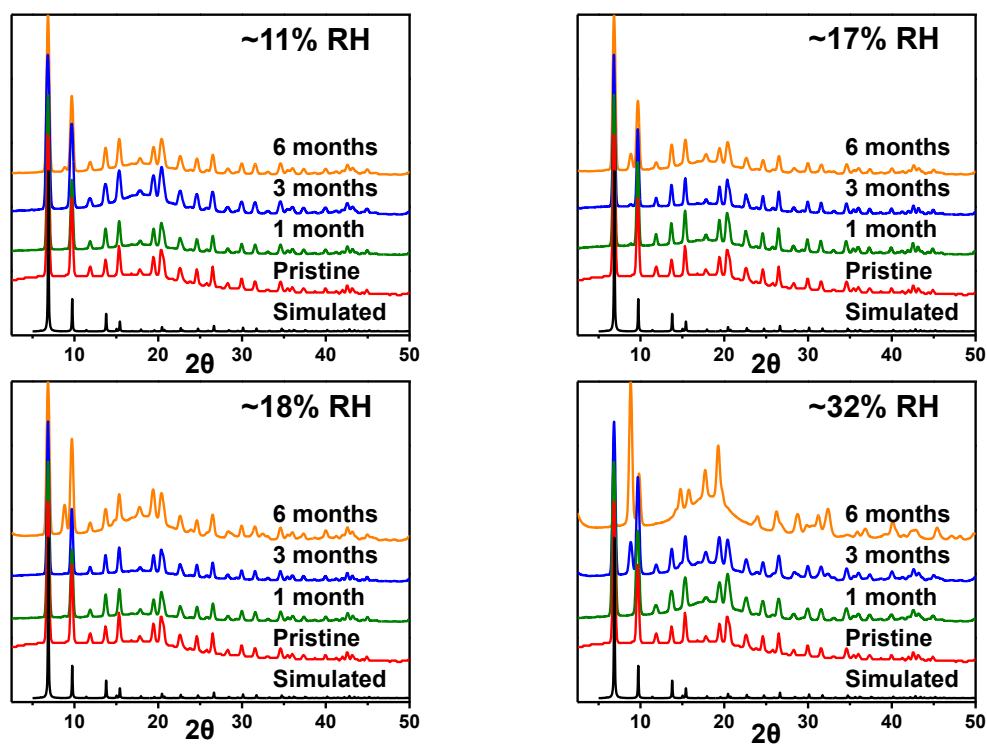 ~11% RH
6 months
3 months
1 month
Pristine
Simulated
10 20 30 40 50
2θ
~17% RH
6 months
3 months
1 month
Pristine
Simulated
10 20 30 40 50
2θ
~18% RH
6 months
3 months
1 month
Pristine
Simulated
10 20 30 40 50
2θ
~32% RH
6 months
3 months
1 month
Pristine
Simulated
10 20 30 40 50
2θ